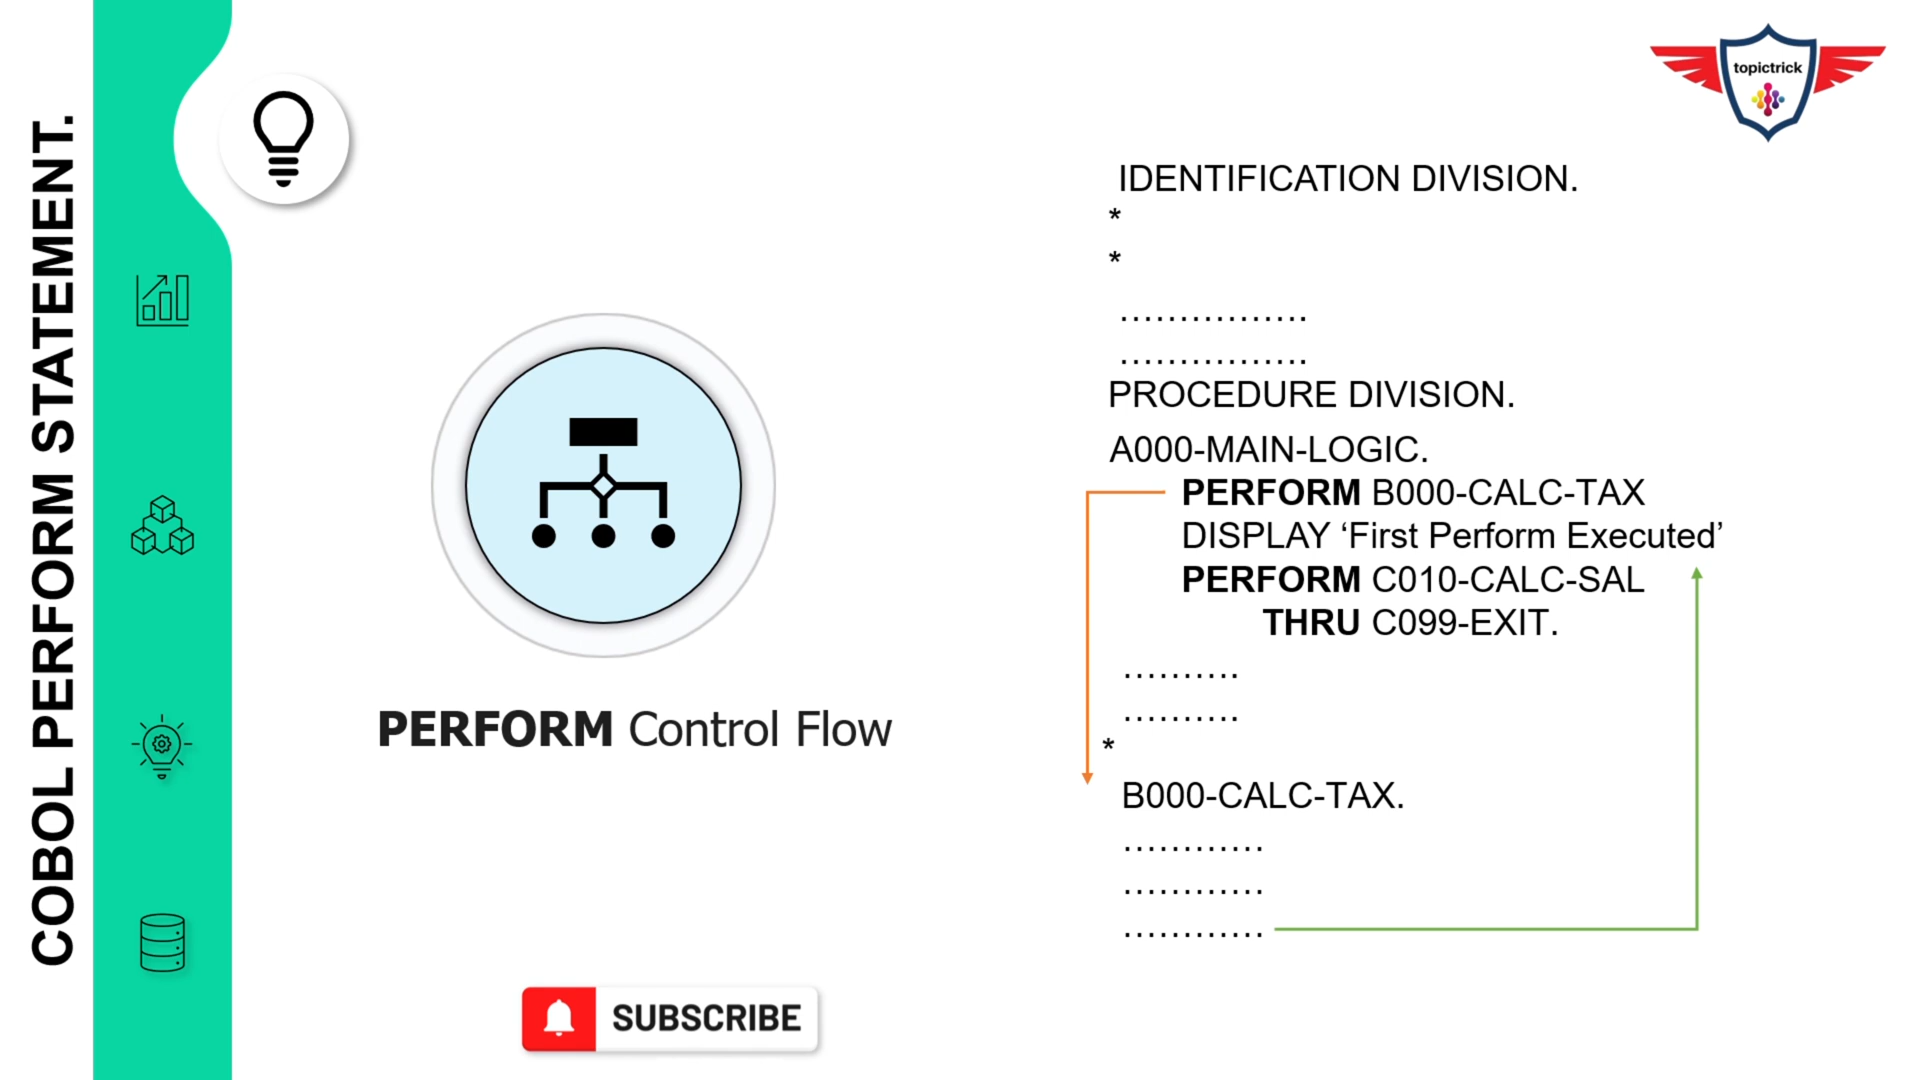 COBOL PERFORM STATEMENT.
topictrick
IDENTIFICATION DIVISION.
*
*
................
................
PROCEDURE DIVISION.
A000-MAIN-LOGIC.
PERFORM B000-CALC-TAX
DISPLAY ‘First Perform Executed’
PERFORM C010-CALC-SAL
THRU C099-EXIT.
..........
..........
*
B000-CALC-TAX.
............
............
............
PERFORM Control Flow
SUBSCRIBE